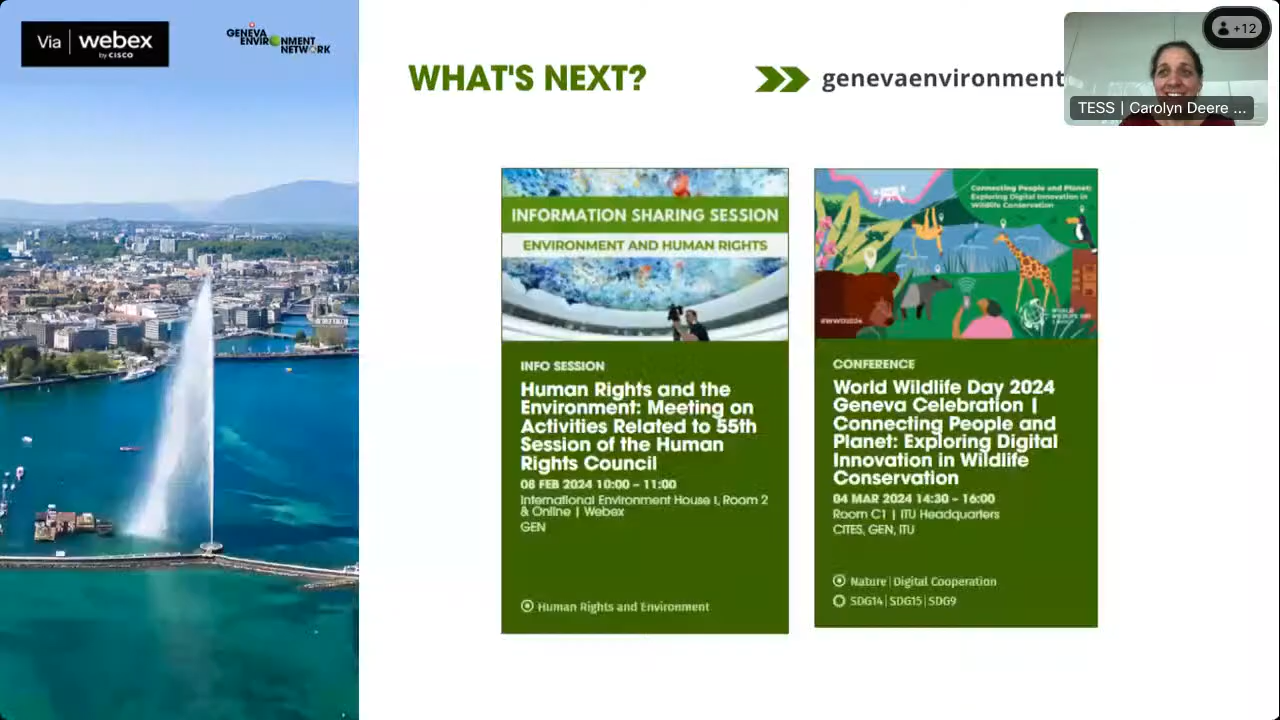 Via webex
by CISCO
GENEVA
ENVIRONMENT
NETWORK
WHAT'S NEXT?
genevaenvironment
+12
TESS | Carolyn Deere ...
INFORMATION SHARING SESSION
ENVIRONMENT AND HUMAN RIGHTS
INFO SESSION
Human Rights and the
Environment: Meeting on
Activities Related to 55th
Session of the Human
Rights Council
08 FEB 2024 10:00 – 11:00
International Environment House I, Room 2
& Online | Webex
GEN
Human Rights and Environment
Connecting People and Planet:
Exploring Digital Innovation in
Wildlife Conservation
#WWD2024
CONFERENCE
World Wildlife Day 2024
Geneva Celebration |
Connecting People and
Planet: Exploring Digital
Innovation in Wildlife
Conservation
04 MAR 2024 14:30 – 16:00
Room C1 | ITU Headquarters
CITES, GEN, ITU
Nature | Digital Cooperation
SDG14 | SDG15 | SDG9